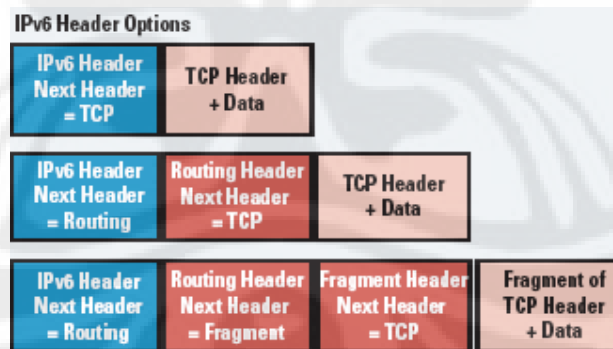 IPv6 Header Options
IPv6 Header
Next Header
= TCP
TCP Header
+ Data
IPv6 Header
Next Header
= Routing
Routing Header
Next Header
= TCP
TCP Header
+ Data
IPv6 Header
Next Header
= Routing
Routing Header
Next Header
= Fragment
Fragment Header
Next Header
= TCP
Fragment of
TCP Header
+ Data